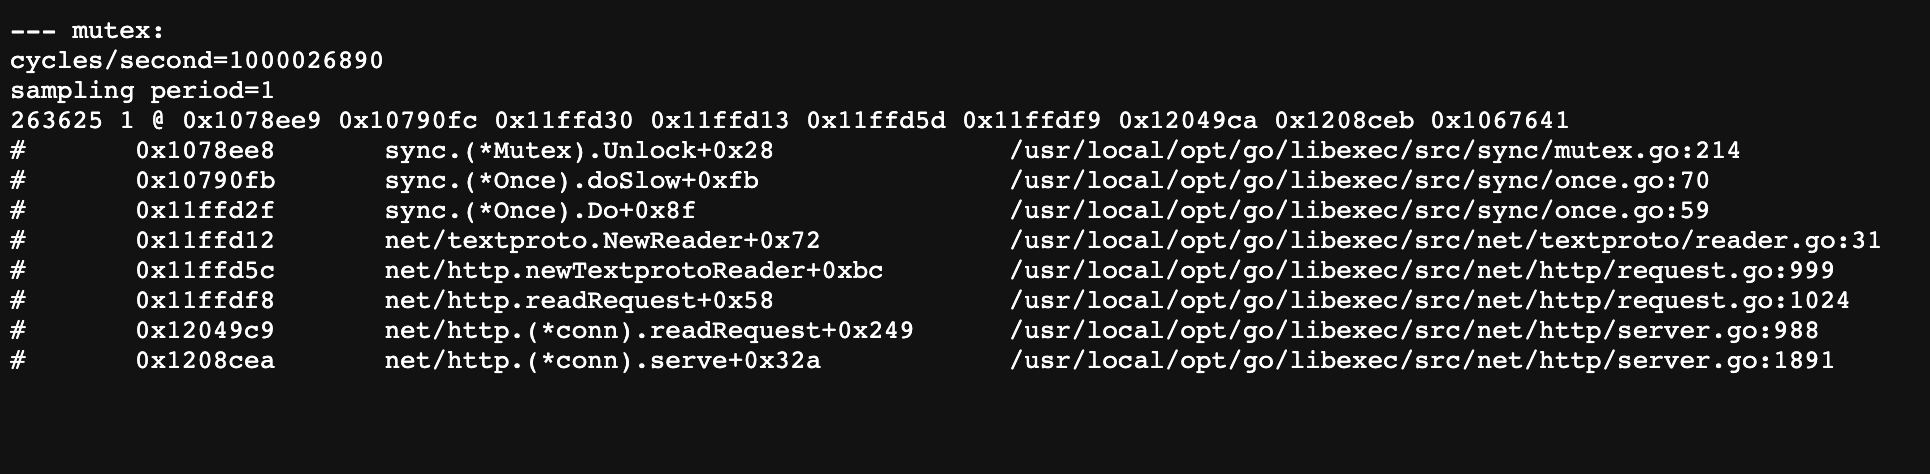 --- mutex:
cycles/second=1000026890
sampling period=1
263625 1 @ 0x1078ee9 0x10790fc 0x11ffd30 0x11ffd13 0x11ffd5d 0x11ffdf9 0x12049ca 0x1208ceb 0x1067641
# 0x1078ee8 sync.(*Mutex).Unlock+0x28 /usr/local/opt/go/libexec/src/sync/mutex.go:214
# 0x10790fb sync.(*Once).doSlow+0xfb /usr/local/opt/go/libexec/src/sync/once.go:70
# 0x11ffd2f sync.(*Once).Do+0x8f /usr/local/opt/go/libexec/src/sync/once.go:59
# 0x11ffd12 net/textproto.NewReader+0x72 /usr/local/opt/go/libexec/src/net/textproto/reader.go:31
# 0x11ffd5c net/http.newTextprotoReader+0xbc /usr/local/opt/go/libexec/src/net/http/request.go:999
# 0x11ffdf8 net/http.readRequest+0x58 /usr/local/opt/go/libexec/src/net/http/request.go:1024
# 0x12049c9 net/http.(*conn).readRequest+0x249 /usr/local/opt/go/libexec/src/net/http/server.go:988
# 0x1208cea net/http.(*conn).serve+0x32a /usr/local/opt/go/libexec/src/net/http/server.go:1891